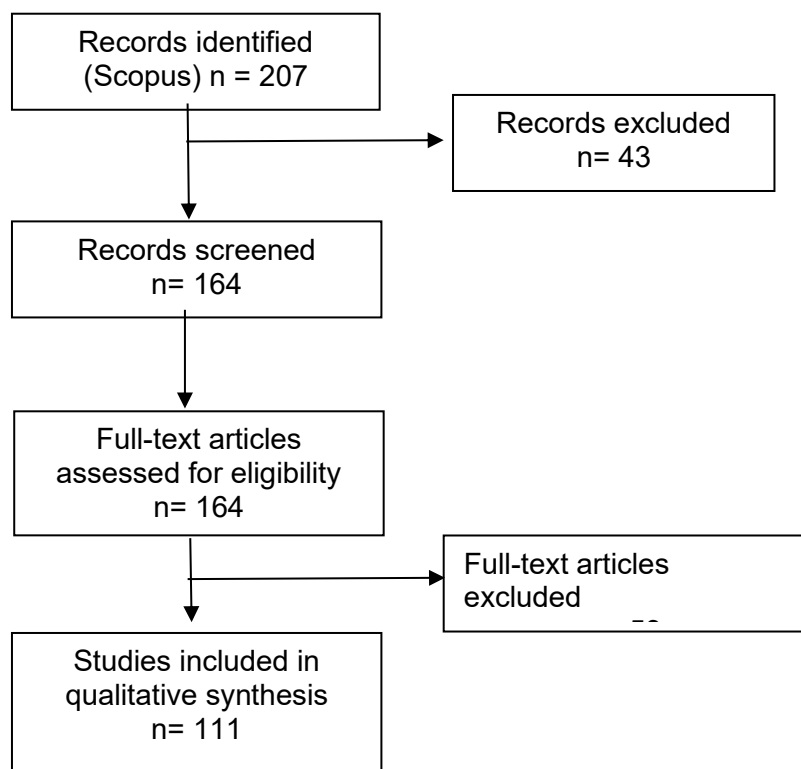 Records identified
(Scopus) n = 207
Records excluded
n= 43
Records screened
n= 164
Full-text articles
assessed for eligibility
n= 164
Full-text articles
excluded
Studies included in
qualitative synthesis
n= 111